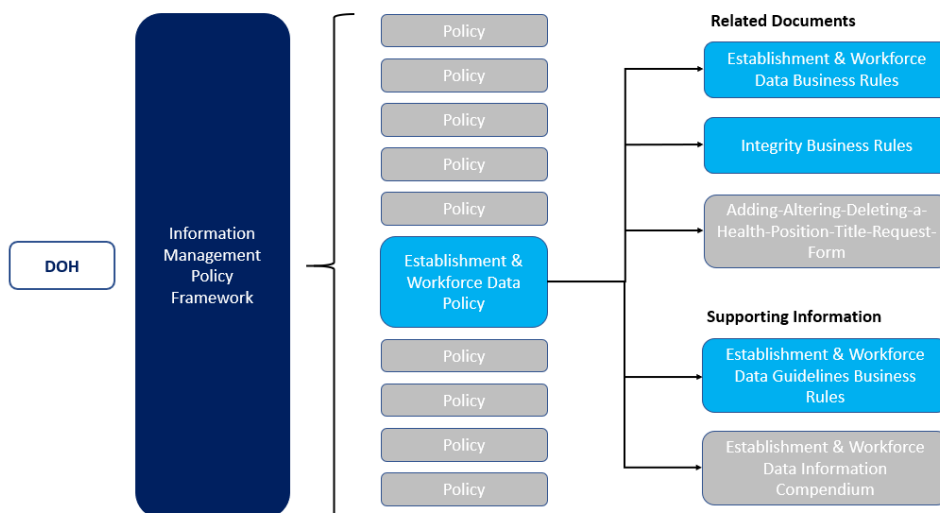 DOH
Information
Management
Policy
Framework
Policy
Policy
Policy
Policy
Policy
Establishment &
Workforce Data
Policy
Policy
Policy
Policy
Policy
Related Documents
Establishment & Workforce
Data Business Rules
Integrity Business Rules
Adding-Altering-Deleting-a-
Health-Position-Title-Request-
Form
Supporting Information
Establishment & Workforce
Data Guidelines Business
Rules
Establishment & Workforce
Data Information
Compendium